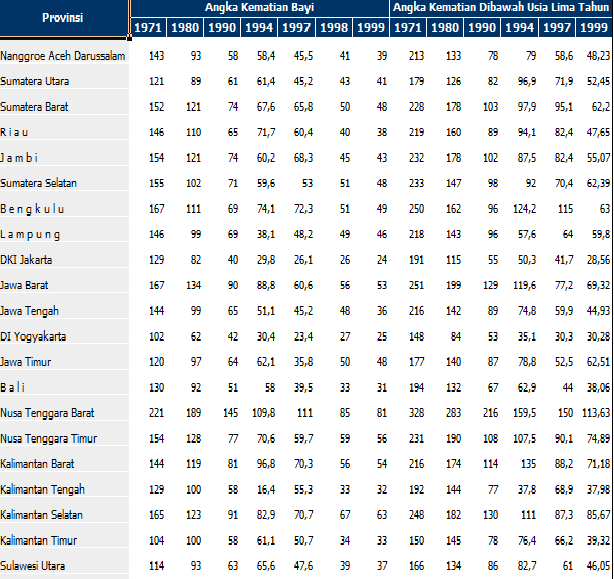 Provinsi Angka Kematian Bayi Angka Kematian Dibawah Usia Lima Tahun
1971 1980 1990 1994 1997 1998 1999 1971 1980 1990 1994 1997 1999
Nanggroe Aceh Darussalam 143 93 58 58,4 45,5 41 39 213 133 78 79 58,6 48,23
Sumatera Utara 121 89 61 61,4 45,2 43 41 179 126 82 96,9 71,9 52,45
Sumatera Barat 152 121 74 67,6 65,8 50 48 228 178 103 97,9 95,1 62,2
R i a u 146 110 65 71,7 60,4 40 38 219 160 89 94,1 82,4 47,65
J a m b i 154 121 74 60,2 68,3 45 43 232 178 102 87,5 82,4 55,07
Sumatera Selatan 155 102 71 59,6 53 51 48 233 147 98 92 70,4 62,39
B e n g k u l u 167 111 69 74,1 72,3 51 49 250 162 96 124,2 115 63
L a m p u n g 146 99 69 38,1 48,2 49 46 218 143 96 57,6 64 59,8
DKI Jakarta 129 82 40 29,8 26,1 26 24 191 115 55 50,3 41,7 28,56
Jawa Barat 167 134 90 88,8 60,6 56 53 251 199 129 119,6 77,2 69,32
Jawa Tengah 144 99 65 51,1 45,2 48 36 216 142 89 74,8 59,9 44,93
DI Yogyakarta 102 62 42 30,4 23,4 27 25 148 84 53 35,1 30,3 30,28
Jawa Timur 120 97 64 62,1 35,8 50 48 177 140 87 78,8 52,5 62,51
B a l i 130 92 51 58 39,5 33 31 194 132 67 62,9 44 38,06
Nusa Tenggara Barat 221 189 145 109,8 111 85 81 328 283 216 159,5 150 113,63
Nusa Tenggara Timur 154 128 77 70,6 59,7 59 56 231 190 108 107,5 90,1 74,89
Kalimantan Barat 144 119 81 96,8 70,3 56 54 216 174 114 135 88,2 71,18
Kalimantan Tengah 129 100 58 16,4 55,3 33 32 192 144 77 37,8 68,9 37,98
Kalimantan Selatan 165 123 91 82,9 70,7 67 63 248 182 130 111 87,3 85,67
Kalimantan Timur 104 100 58 61,1 50,7 34 33 150 145 78 76,4 66,2 39,32
Sulawesi Utara 114 93 63 65,6 47,6 39 37 166 134 86 82,7 61 46,05